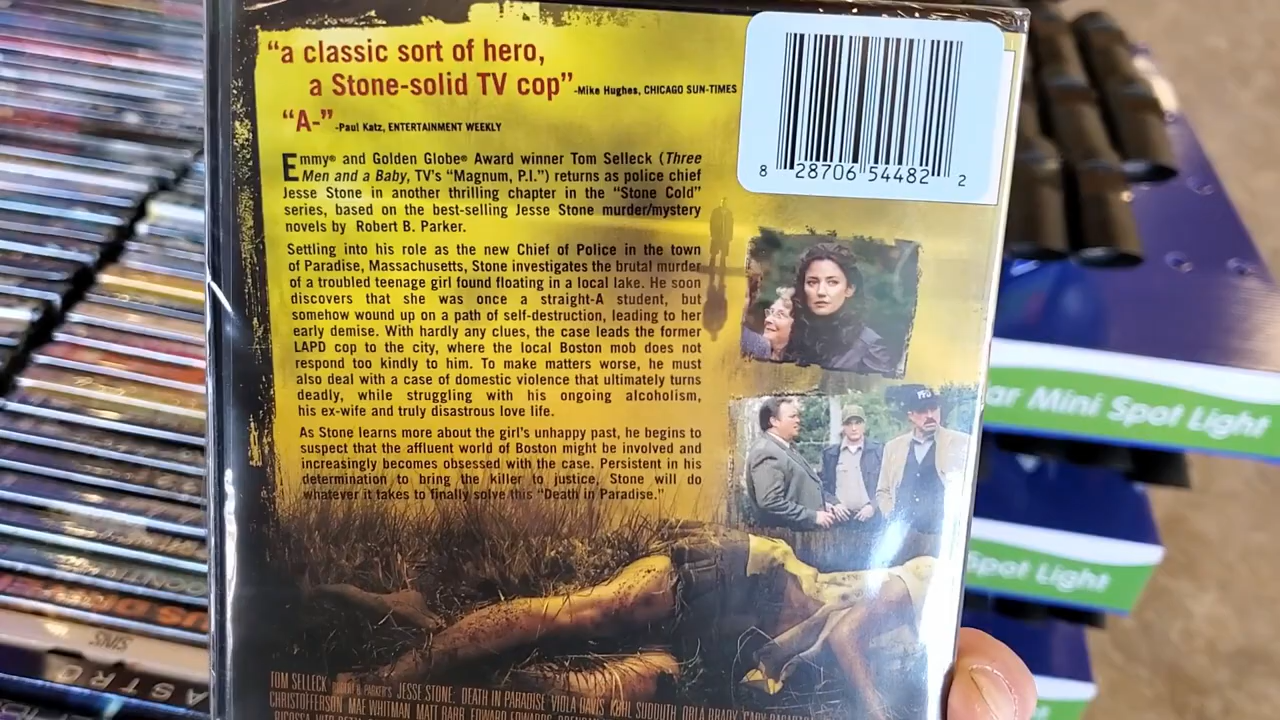 “a classic sort of hero,
a Stone-solid TV cop” -Mike Hughes, CHICAGO SUN-TIMES
“A-” -Paul Katz, ENTERTAINMENT WEEKLY
Emmy® and Golden Globe® Award winner Tom Selleck (Three
Men and a Baby, TV's “Magnum, P.I.”) returns as police chief
Jesse Stone in another thrilling chapter in the “Stone Cold”
series, based on the best-selling Jesse Stone murder/mystery
novels by Robert B. Parker.
Settling into his role as the new Chief of Police in the town
of Paradise, Massachusetts, Stone investigates the brutal murder
of a troubled teenage girl found floating in a local lake. He soon
discovers that she was once a straight-A student, but
somehow wound up on a path of self-destruction, leading to her
early demise. With hardly any clues, the case leads the former
LAPD cop to the city, where the local Boston mob does not
respond too kindly to him. To make matters worse, he must
also deal with a case of domestic violence that ultimately turns
deadly, while struggling with his ongoing alcoholism,
his ex-wife and truly disastrous love life.
As Stone learns more about the girl's unhappy past, he begins to
suspect that the affluent world of Boston might be involved and
increasingly becomes obsessed with the case. Persistent in his
determination to bring the killer to justice, Stone will do
whatever it takes to finally solve this “Death in Paradise.”
TOM SELLECK ROBERT B. PARKER'S JESSE STONE: DEATH IN PARADISE VIOLA DAVIS KOHL SUDDUTH ORLA BRADY
CHRISTOFFERSON MAE WHITMAN MATT BARR EDWARD EDWARDS
8 28706 54482 2
PPD
ar Mini Spot Light
Spot Light
SINS
ASTRO